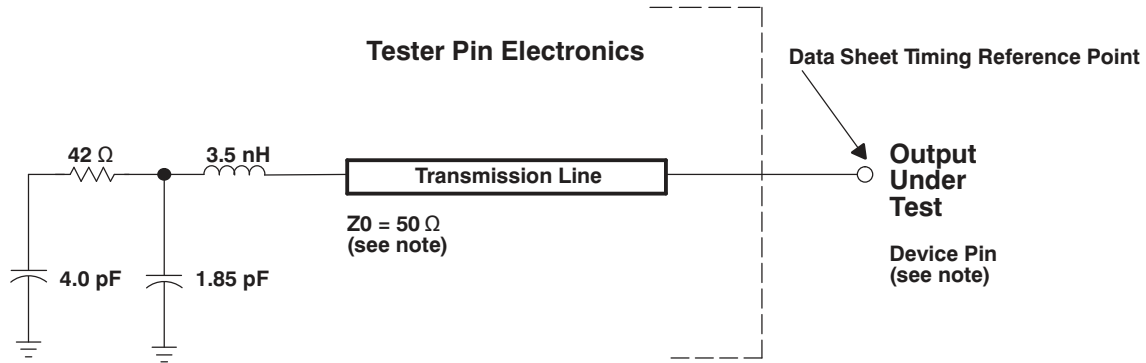 Tester Pin Electronics
Data Sheet Timing Reference Point
42 Ω
3.5 nH
Transmission Line
Output
Under
Test
Z0 = 50 Ω
(see note)
Device Pin
(see note)
4.0 pF
1.85 pF